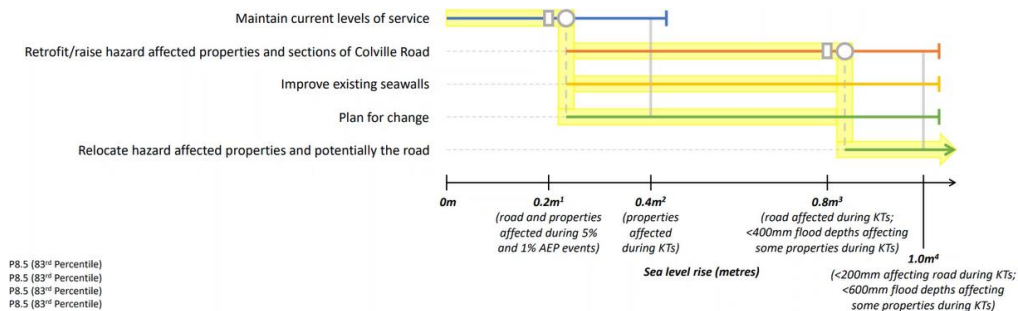 Maintain current levels of service
Retrofit/raise hazard affected properties and sections of Colville Road
Improve existing seawalls
Plan for change
Relocate hazard affected properties and potentially the road
0m
0.2m¹
(road and properties
affected during 5%
and 1% AEP events)
0.4m²
(properties
affected
during KTs)
0.8m³
(road affected during KTs;
<400mm flood depths affecting
some properties during KTs)
1.0m⁴
(<200mm affecting road during KTs;
<600mm flood depths affecting
some properties during KTs)
Sea level rise (metres)
P8.5 (83rd Percentile)
P8.5 (83rd Percentile)
P8.5 (83rd Percentile)
P8.5 (83rd Percentile)